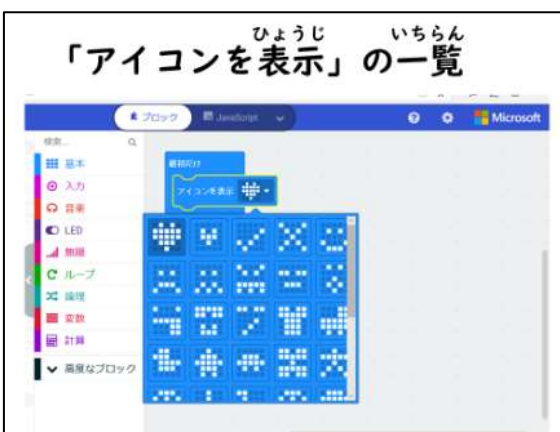 ひょうじ いちらん
「アイコンを表示」の一覧
ブロック JavaScript Microsoft
検索...
基本
入力
音楽
LED
無線
ループ
論理
変数
計算
高度なブロック
最初だけ
アイコンを表示